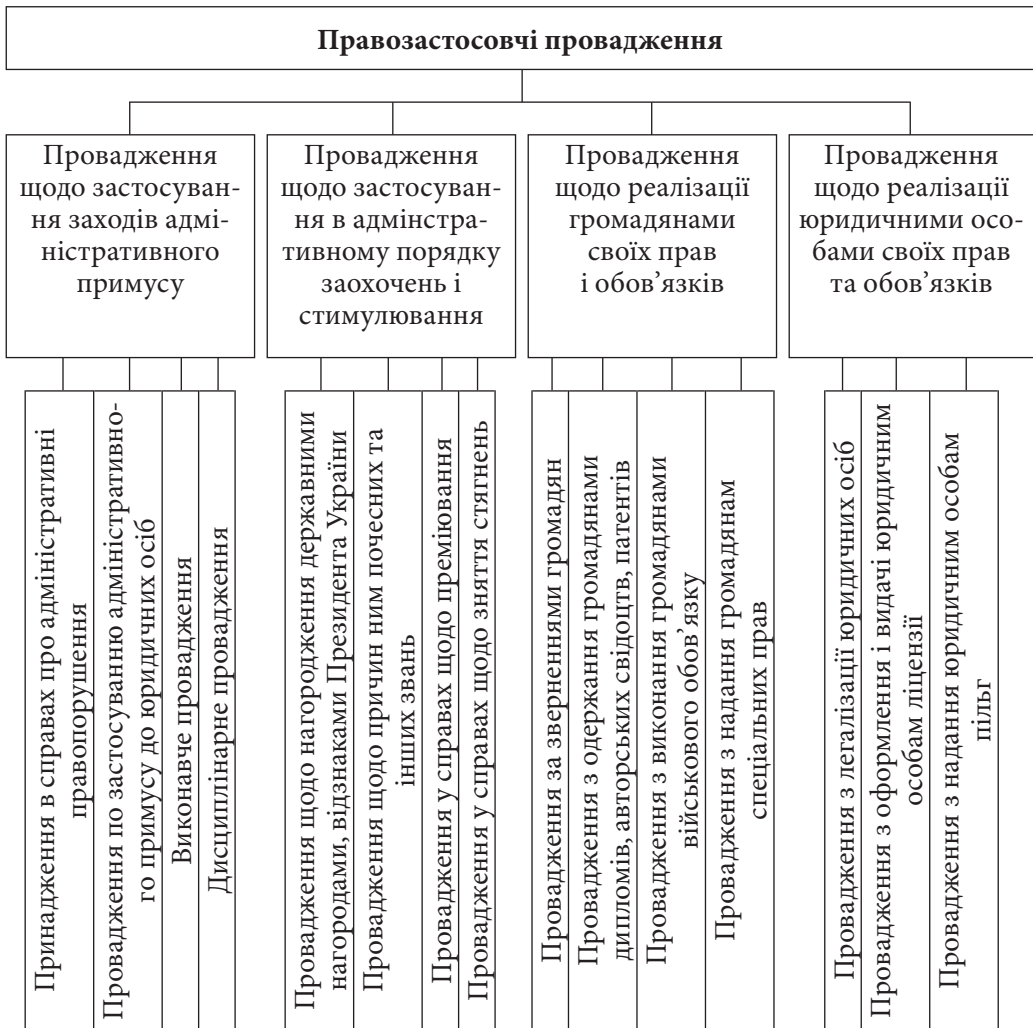 Правозастосовчі провадження
Провадження
щодо застосуван-
ня заходів адмі-
ністративного
примусу
Провадження
щодо застосуван-
ня в адмінстра-
тивному порядку
заохочень і
стимулювання
Провадження
щодо реалізації
громадянами
своїх прав
і обов’язків
Провадження
щодо реалізації
юридичними осо-
бами своїх прав
та обов’язків
Принадження в справах про адміністративні
правопорушення
Провадження по застосуванню адміністративно-
го примусу до юридичних осіб
Виконавче провадження
Дисциплінарне провадження
Провадження щодо нагородження державними
нагородами, відзнаками Президента України
Провадження щодо причин ним почесних та
інших звань
Провадження у справах щодо преміювання
Провадження у справах щодо зняття стягнень
Провадження за зверненнями громадян
Провадження з одержання громадянами
дипломів, авторських свідоцтв, патентів
Провадження з виконання громадянами
військового обов’язку
Провадження з надання громадянам
спеціальних прав
Провадження з легалізації юридичних осіб
Провадження з оформлення і видачі юридичним
особам ліцензії
Провадження з надання юридичним особам
пільг